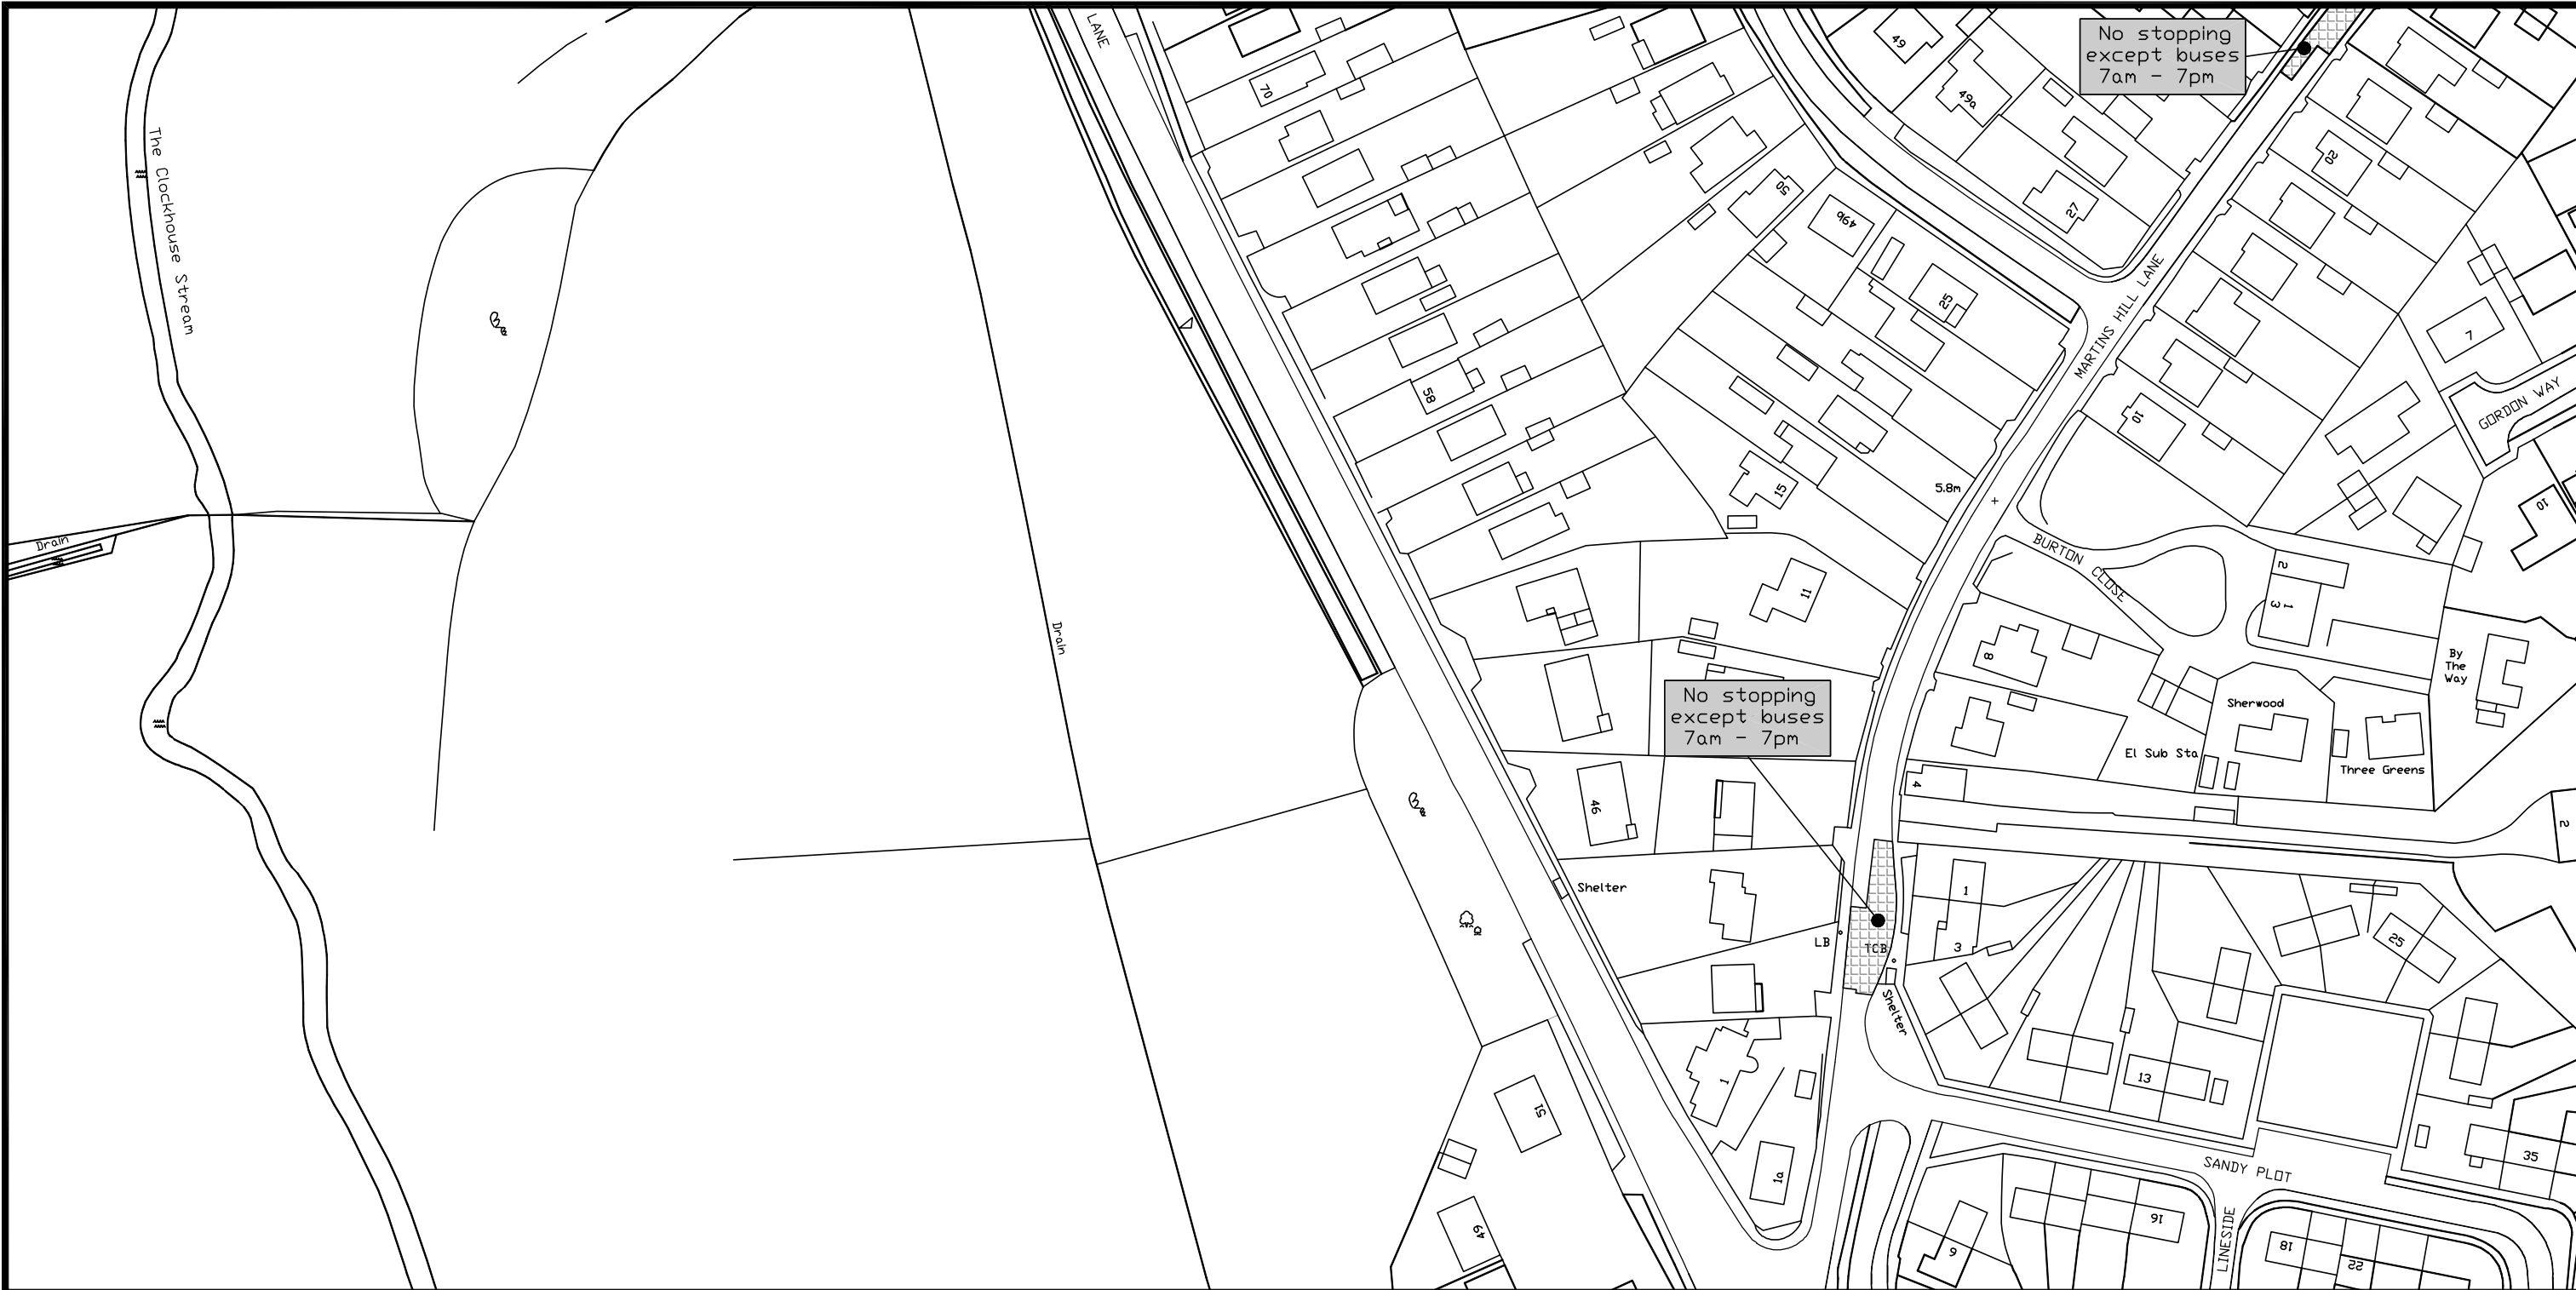 LANE
No stopping
except buses
7am - 7pm
49
70
49a
20
The Clockhouse Stream
50
49b
27
25
MARTINS HILL LANE
7
GORDON WAY
58
10
15
5.8m
10
Drain
BURTON CLOSE
2
1
3
11
Drain
8
By
The
Way
No stopping
except buses
7am - 7pm
Sherwood
El Sub Sta
Three Greens
4
46
2
Shelter
1
LB
TCB
3
25
Shelter
1
13
51
35
SANDY PLOT
1a
49
16
9
LINESIDE
18
22